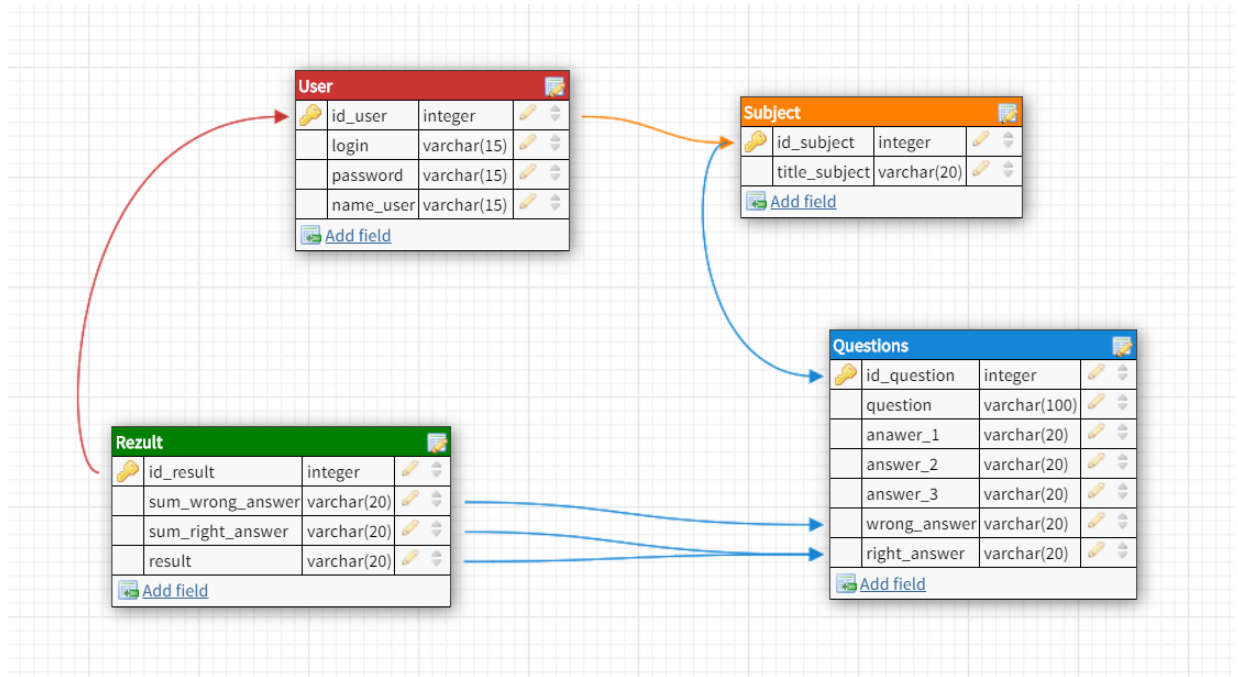 User
id_user integer
login varchar(15)
password varchar(15)
name_user varchar(15)
Add field
Subject
id_subject integer
title_subject varchar(20)
Add field
Questions
id_question integer
question varchar(100)
anawer_1 varchar(20)
answer_2 varchar(20)
answer_3 varchar(20)
wrong_answer varchar(20)
right_answer varchar(20)
Add field
Rezult
id_result integer
sum_wrong_answer varchar(20)
sum_right_answer varchar(20)
result varchar(20)
Add field